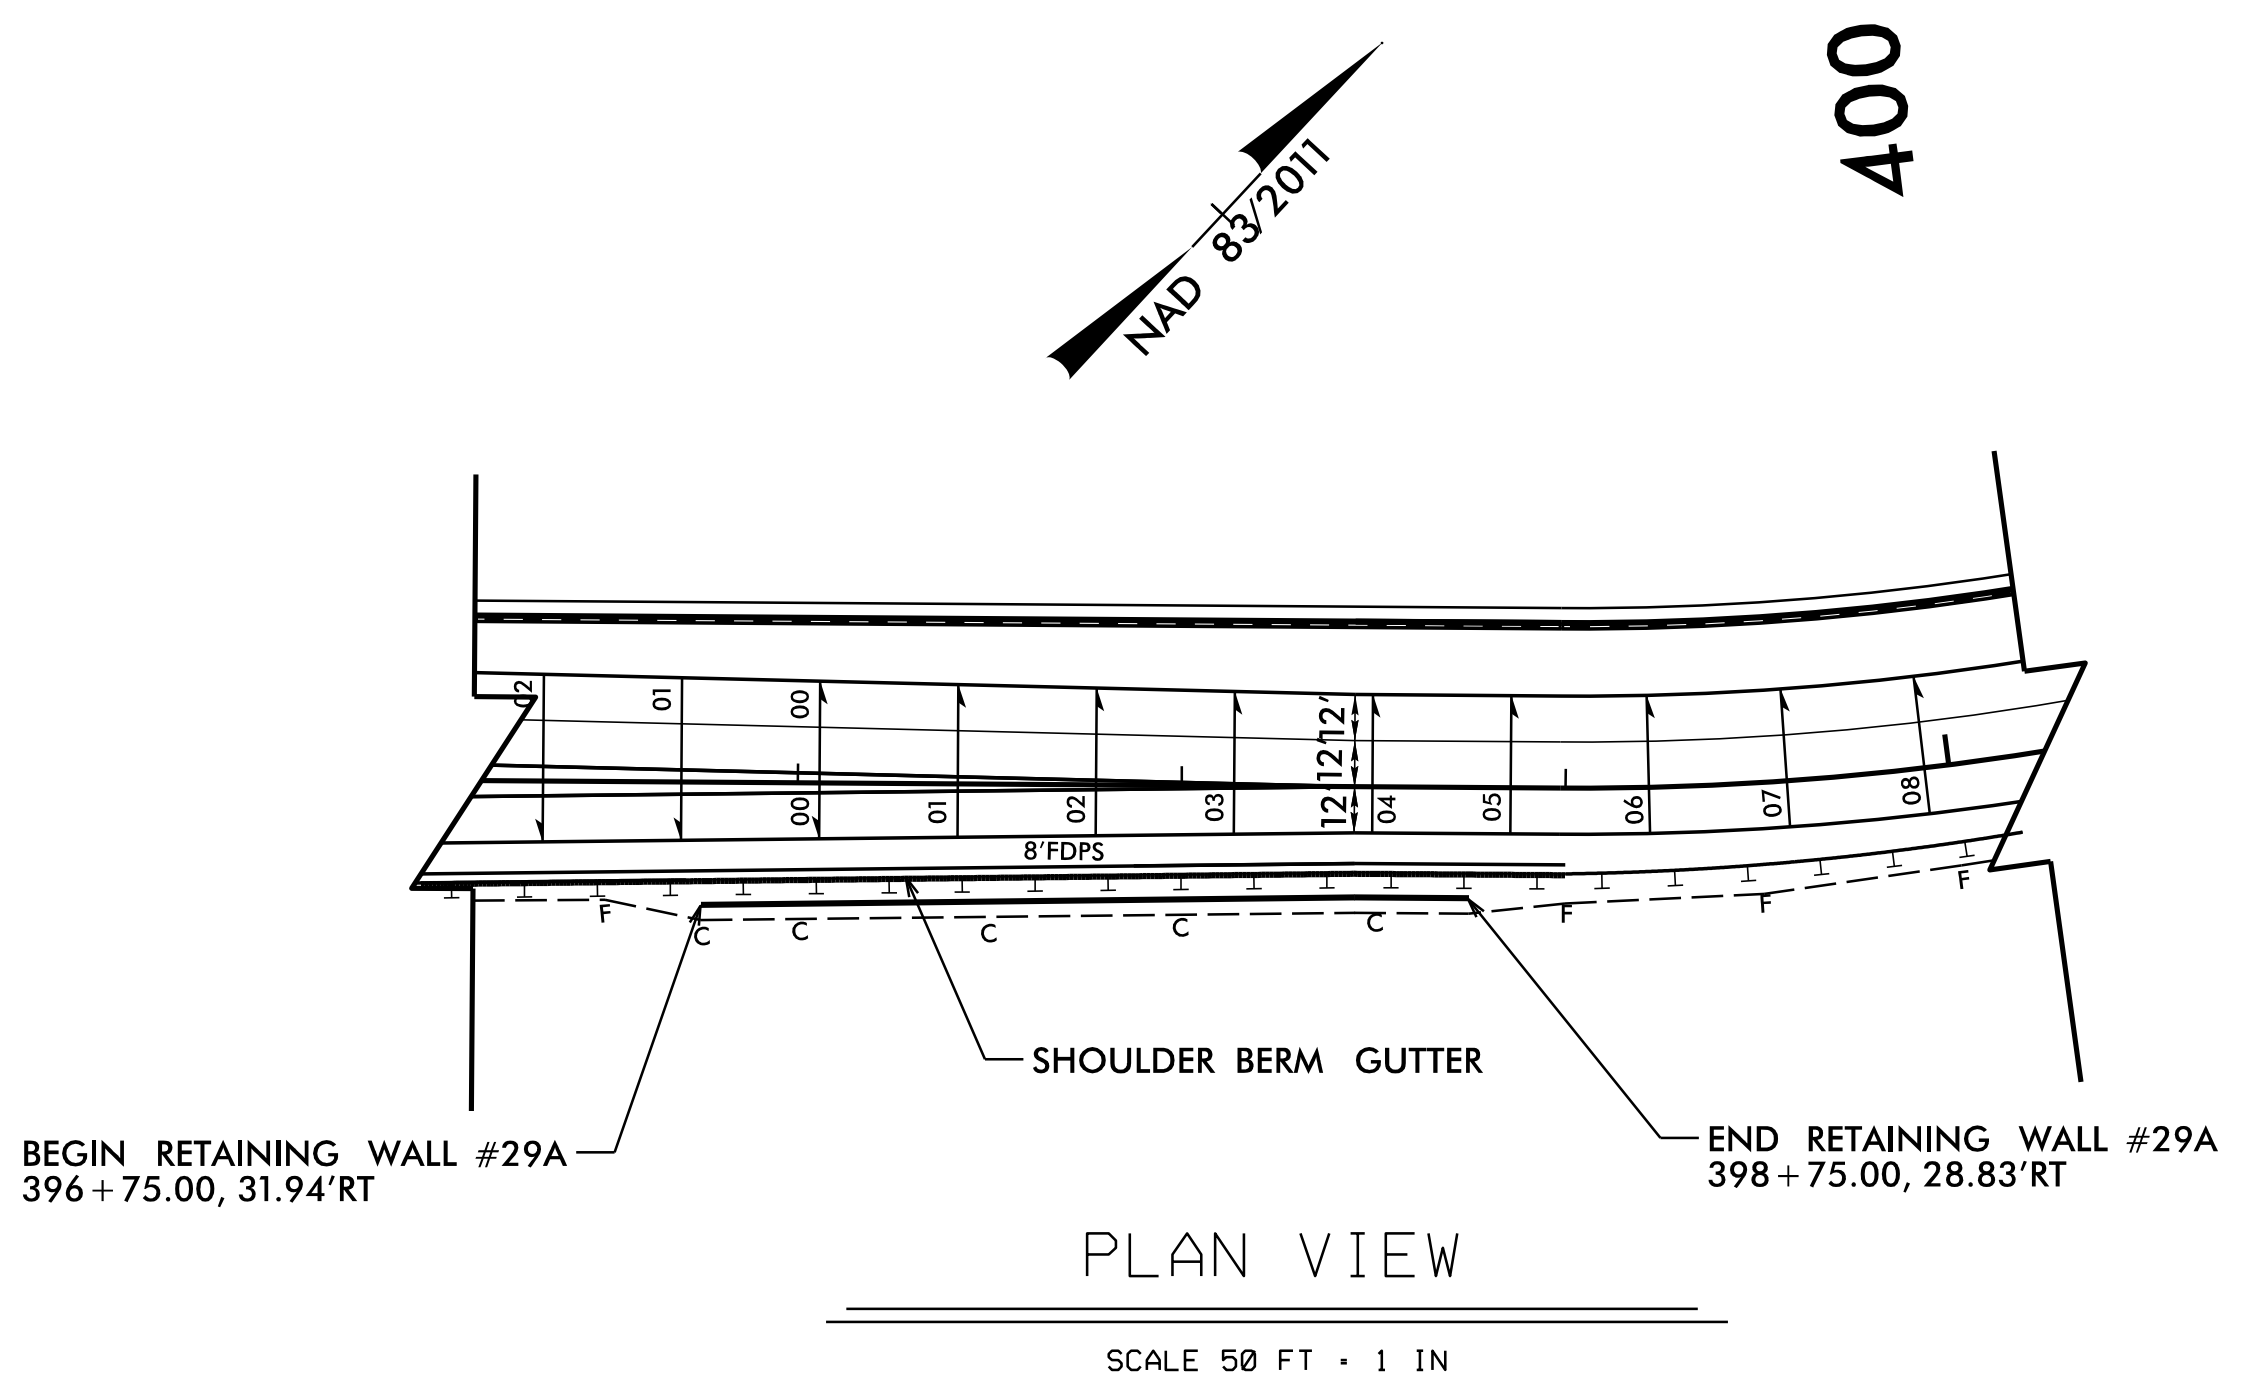 400
NAD 83/2011
02
01
00
12'
12'
12'
00
01
02
03
04
05
06
07
08
8'FDPS
F
C
C
C
C
C
F
F
F
SHOULDER BERM GUTTER
BEGIN RETAINING WALL #29A
396+75.00, 31.94'RT
END RETAINING WALL #29A
398+75.00, 28.83'RT
PLAN VIEW
SCALE 50 FT = 1 IN